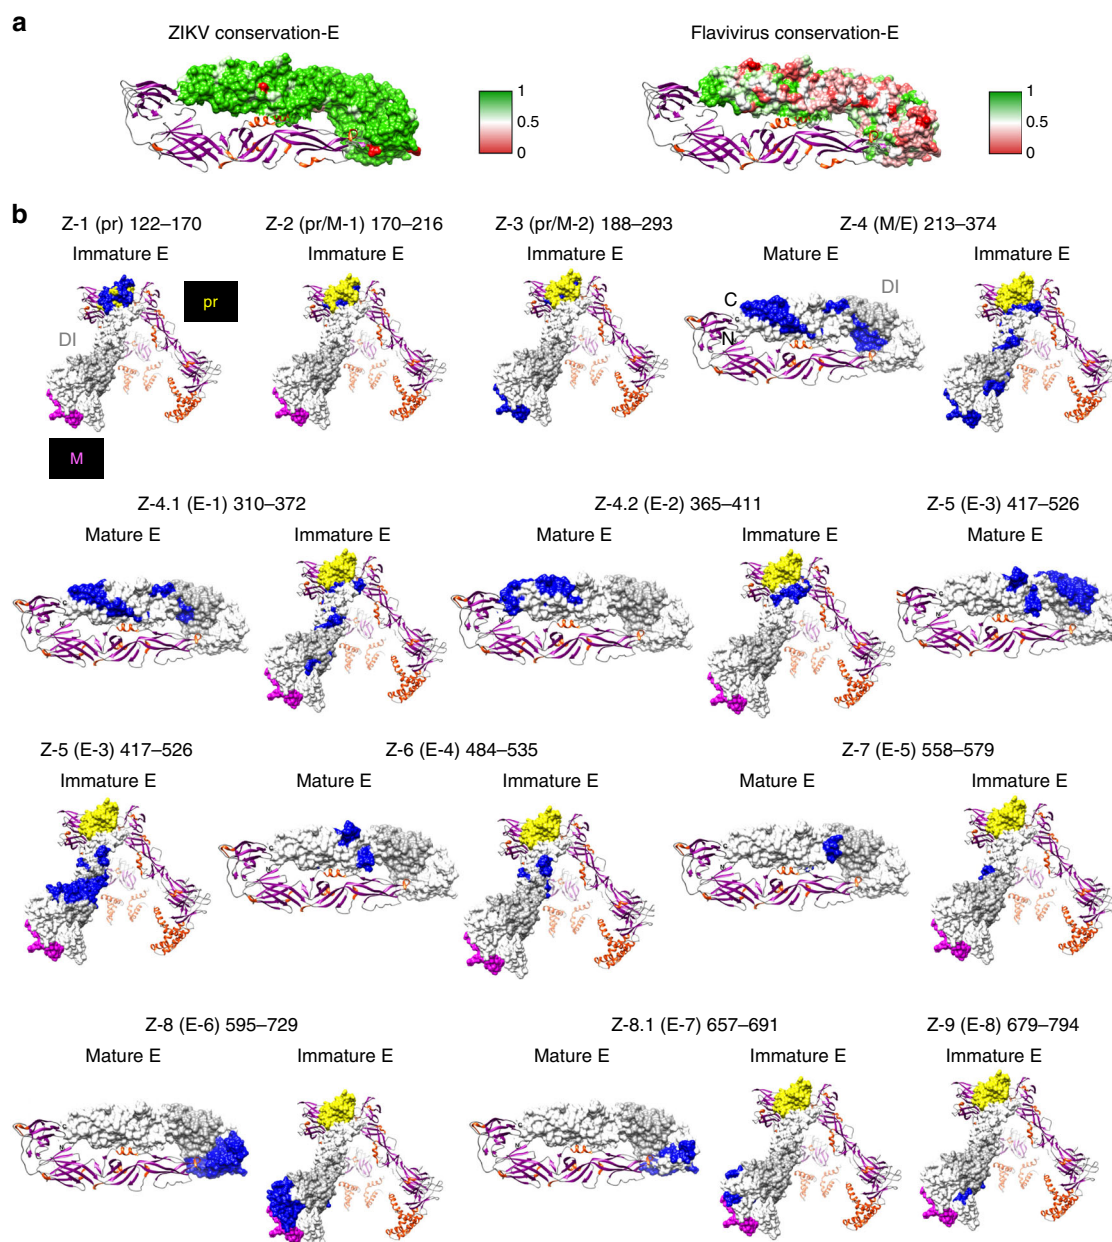 a
ZIKV conservation-E
Flavivirus conservation-E
1
0.5
0
1
0.5
0
b
Z-1 (pr) 122–170
Z-2 (pr/M-1) 170–216
Z-3 (pr/M-2) 188–293
Z-4 (M/E) 213–374
Immature E
Immature E
Immature E
Mature E
Immature E
pr
DI
C
N
DI
M
Z-4.1 (E-1) 310–372
Z-4.2 (E-2) 365–411
Z-5 (E-3) 417–526
Mature E
Immature E
Mature E
Immature E
Mature E
Z-5 (E-3) 417–526
Z-6 (E-4) 484–535
Z-7 (E-5) 558–579
Immature E
Mature E
Immature E
Mature E
Immature E
Z-8 (E-6) 595–729
Z-8.1 (E-7) 657–691
Z-9 (E-8) 679–794
Mature E
Immature E
Mature E
Immature E
Immature E